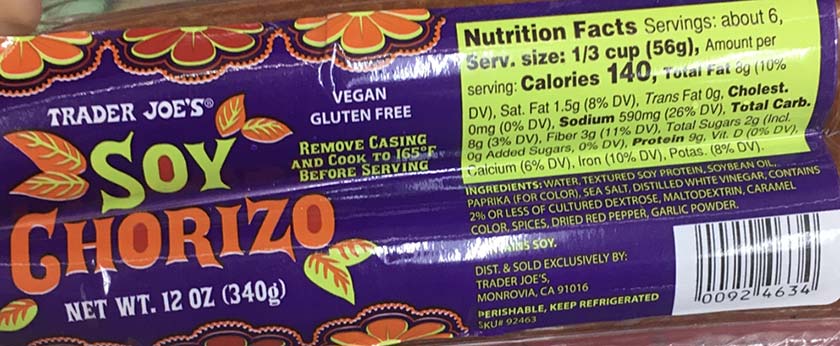 TRADER JOE'S®
SOY
CHORIZO
NET WT. 12 OZ (340g)
VEGAN
GLUTEN FREE
REMOVE CASING
AND COOK TO 165°F
BEFORE SERVING
Nutrition Facts Servings: about 6,
Serv. size: 1/3 cup (56g), Amount per
serving: Calories 140, Total Fat 8g (10%
DV), Sat. Fat 1.5g (8% DV), Trans Fat 0g, Cholest.
0mg (0% DV), Sodium 590mg (26% DV), Total Carb.
8g (3% DV), Fiber 3g (11% DV), Total Sugars 2g (Incl.
0g Added Sugars, 0% DV), Protein 9g, Vit. D (0% DV),
Calcium (6% DV), Iron (10% DV), Potas. (8% DV).
INGREDIENTS: WATER, TEXTURED SOY PROTEIN, SOYBEAN OIL,
PAPRIKA (FOR COLOR), SEA SALT, DISTILLED WHITE VINEGAR, CONTAINS
2% OR LESS OF CULTURED DEXTROSE, MALTODEXTRIN, CARAMEL
COLOR, SPICES, DRIED RED PEPPER, GARLIC POWDER.
CONTAINS SOY.
DIST. & SOLD EXCLUSIVELY BY:
TRADER JOE'S,
MONROVIA, CA 91016
PERISHABLE, KEEP REFRIGERATED
SKU# 92463
0092 4634